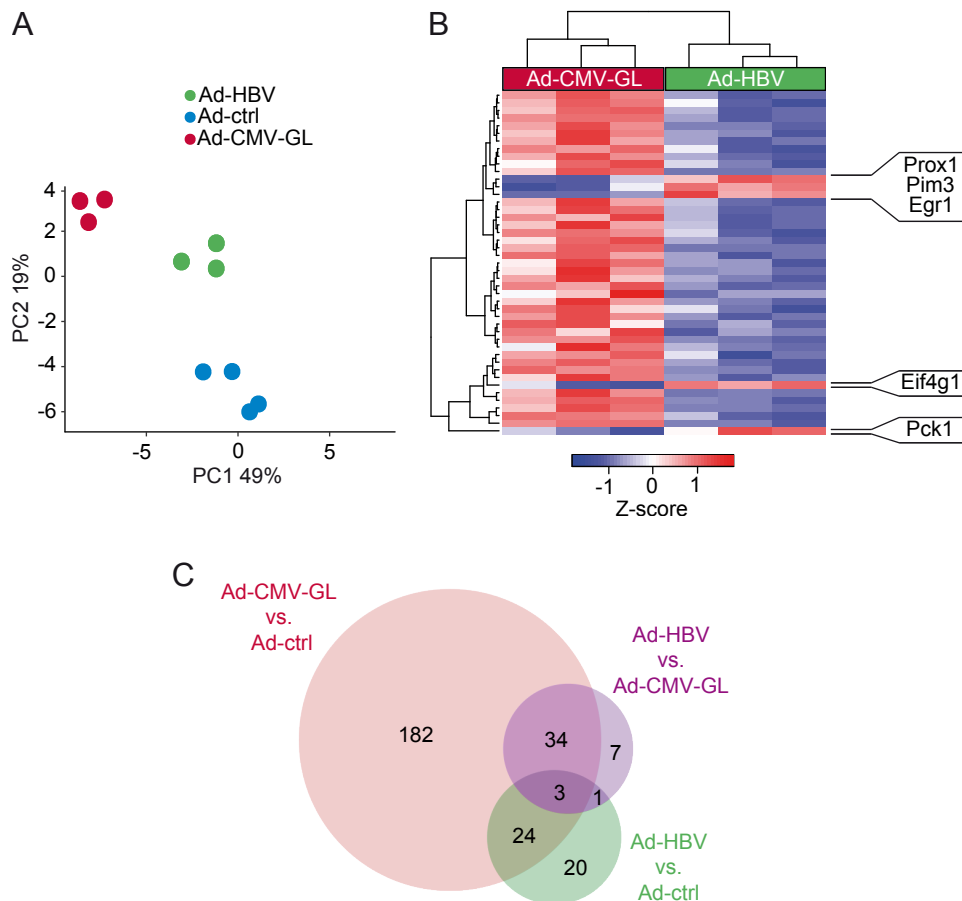 A
Ad-HBV
Ad-ctrl
Ad-CMV-GL
4
2
0
-2
-4
-6
PC2 19%
-5
0
5
PC1 49%
B
Ad-CMV-GL
Ad-HBV
Prox1
Pim3
Egr1
Eif4g1
Pck1
-1
0
1
Z-score
C
Ad-CMV-GL
vs.
Ad-ctrl
Ad-HBV
vs.
Ad-CMV-GL
182
34
7
3
1
24
20
Ad-HBV
vs.
Ad-ctrl